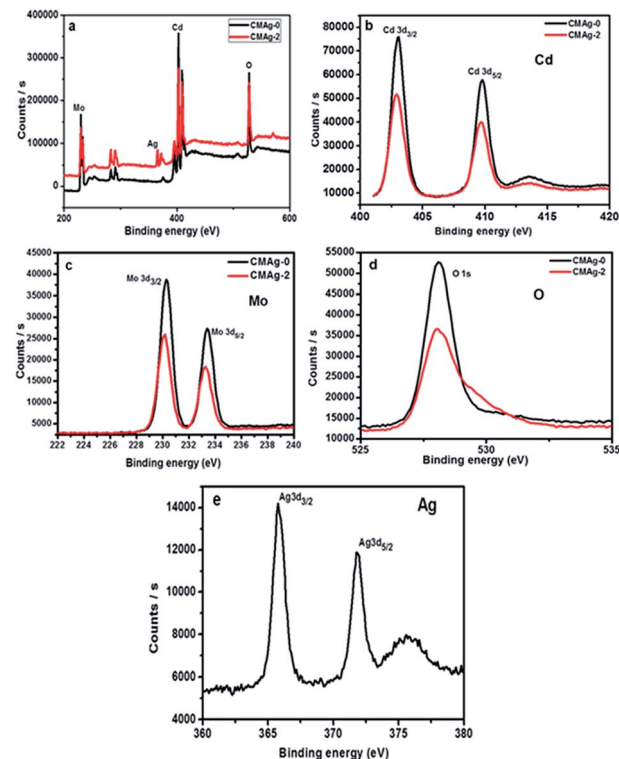 a
CMAg-0
CMAg-2
Cd
O
Mo
Ag
Counts / s
400000
300000
200000
100000
0
200 300 400 500 600
Binding energy (eV)
b
CMAg-0
CMAg-2
Cd 3d3/2
Cd 3d5/2
Cd
Counts / s
80000
70000
60000
50000
40000
30000
20000
10000
400 405 410 415 420
Binding energy (eV)
c
CMAg-0
CMAg-2
Mo 3d3/2
Mo
Mo 3d5/2
Counts / s
45000
40000
35000
30000
25000
20000
15000
10000
5000
222 224 226 228 230 232 234 236 238 240
Binding energy (eV)
d
CMAg-0
CMAg-2
O 1s
O
Counts / s
55000
50000
45000
40000
35000
30000
25000
20000
15000
10000
525 530 535
Binding energy (eV)
e
Ag3d3/2
Ag
Ag3d5/2
Counts / s
14000
12000
10000
8000
6000
4000
360 365 370 375 380
Binding energy (eV)